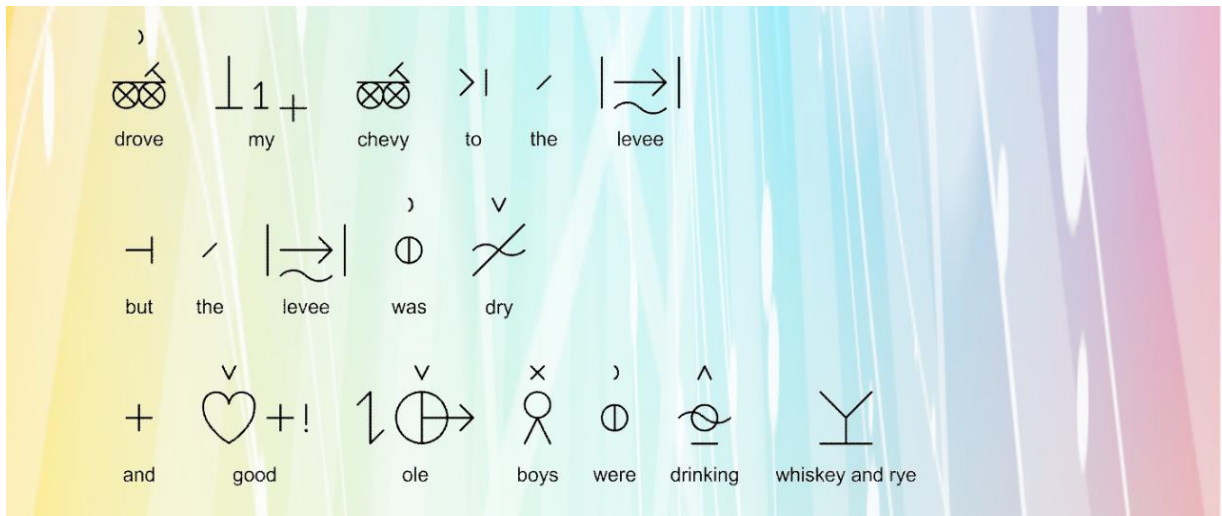 drove my chevy to the levee
but the levee was dry
and good ole boys were drinking whiskey and rye